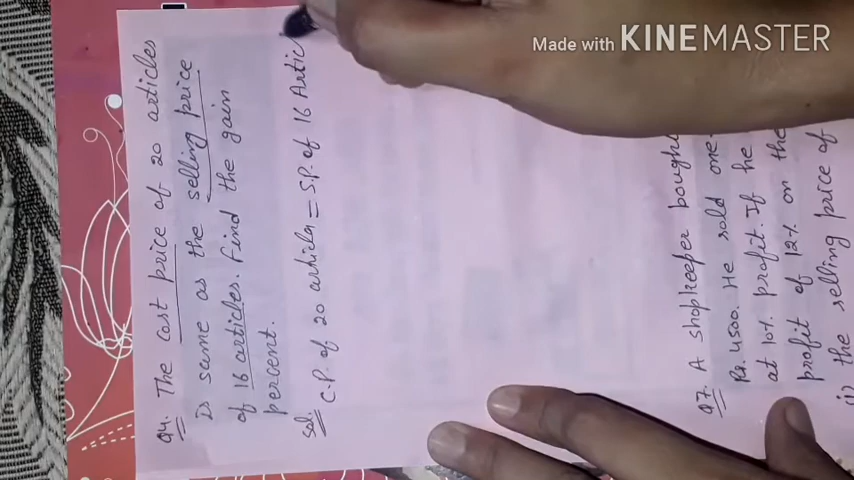 Made with KINEMASTER
Q4. The cost price of 20 articles
is same as the selling price
of 16 articles. Find the gain
percent.
Sol. C.P. of 20 articles = S.P. of 16 Artic
Q7. A shopkeeper bought
Rs. 4500. He sold one
at 10% profit. If he
profit of 12% on the
(i) the selling price of